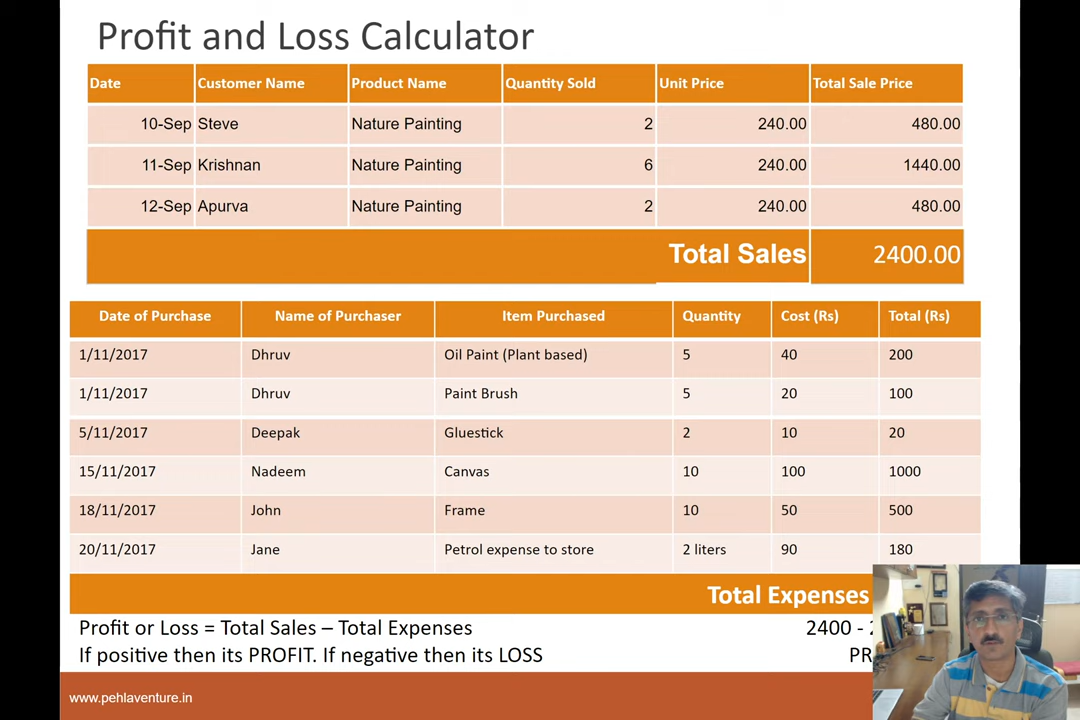 Profit and Loss Calculator
Date Customer Name Product Name Quantity Sold Unit Price Total Sale Price
10-Sep Steve Nature Painting 2 240.00 480.00
11-Sep Krishnan Nature Painting 6 240.00 1440.00
12-Sep Apurva Nature Painting 2 240.00 480.00
Total Sales 2400.00
Date of Purchase Name of Purchaser Item Purchased Quantity Cost (Rs) Total (Rs)
1/11/2017 Dhruv Oil Paint (Plant based) 5 40 200
1/11/2017 Dhruv Paint Brush 5 20 100
5/11/2017 Deepak Gluestick 2 10 20
15/11/2017 Nadeem Canvas 10 100 1000
18/11/2017 John Frame 10 50 500
20/11/2017 Jane Petrol expense to store 2 liters 90 180
Total Expenses
Profit or Loss = Total Sales – Total Expenses 2400 -
If positive then its PROFIT. If negative then its LOSS
www.pehlaventure.in